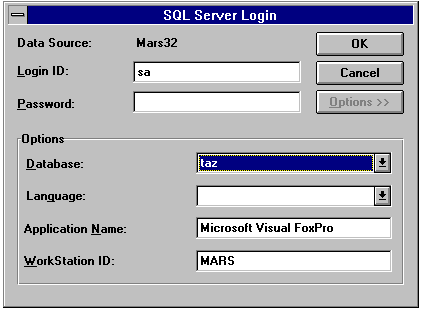 SQL Server Login
Data Source: Mars32 OK
Login ID: sa Cancel
Password: Options >>
Options
Database: taz
Language:
Application Name: Microsoft Visual FoxPro
WorkStation ID: MARS